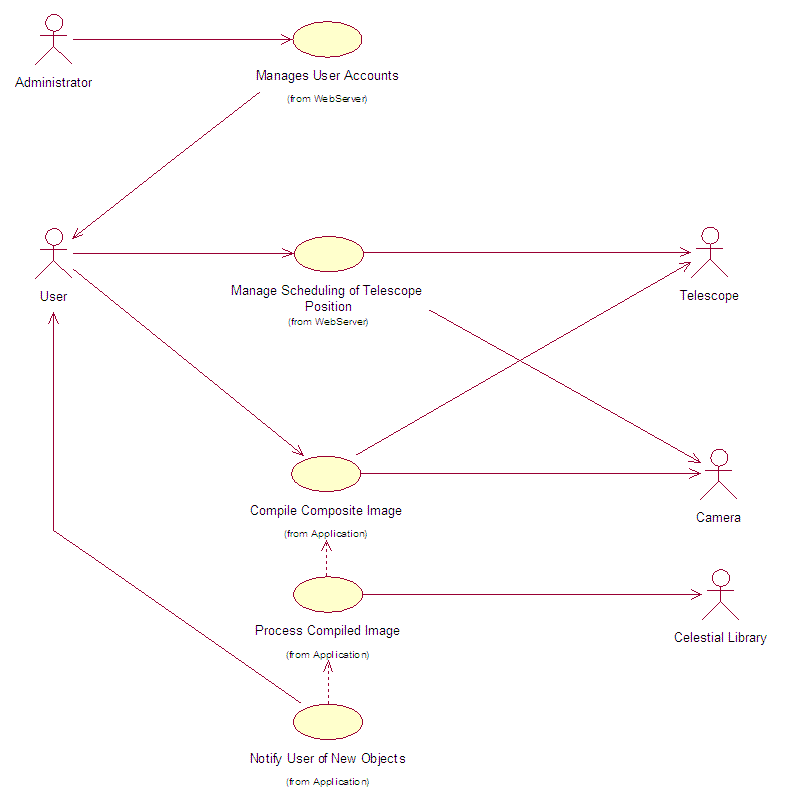 Administrator
Manages User Accounts
(from WebServer)
User
Manage Scheduling of Telescope
Position
(from WebServer)
Telescope
Compile Composite Image
(from Application)
Camera
Process Compiled Image
(from Application)
Celestial Library
Notify User of New Objects
(from Application)